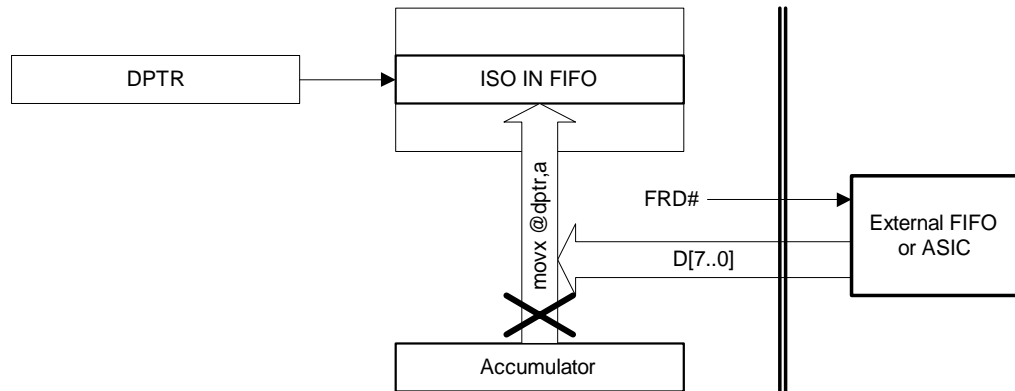 DPTR
ISO IN FIFO
movx @dptr,a
FRD#
External FIFO
or ASIC
D[7..0]
Accumulator